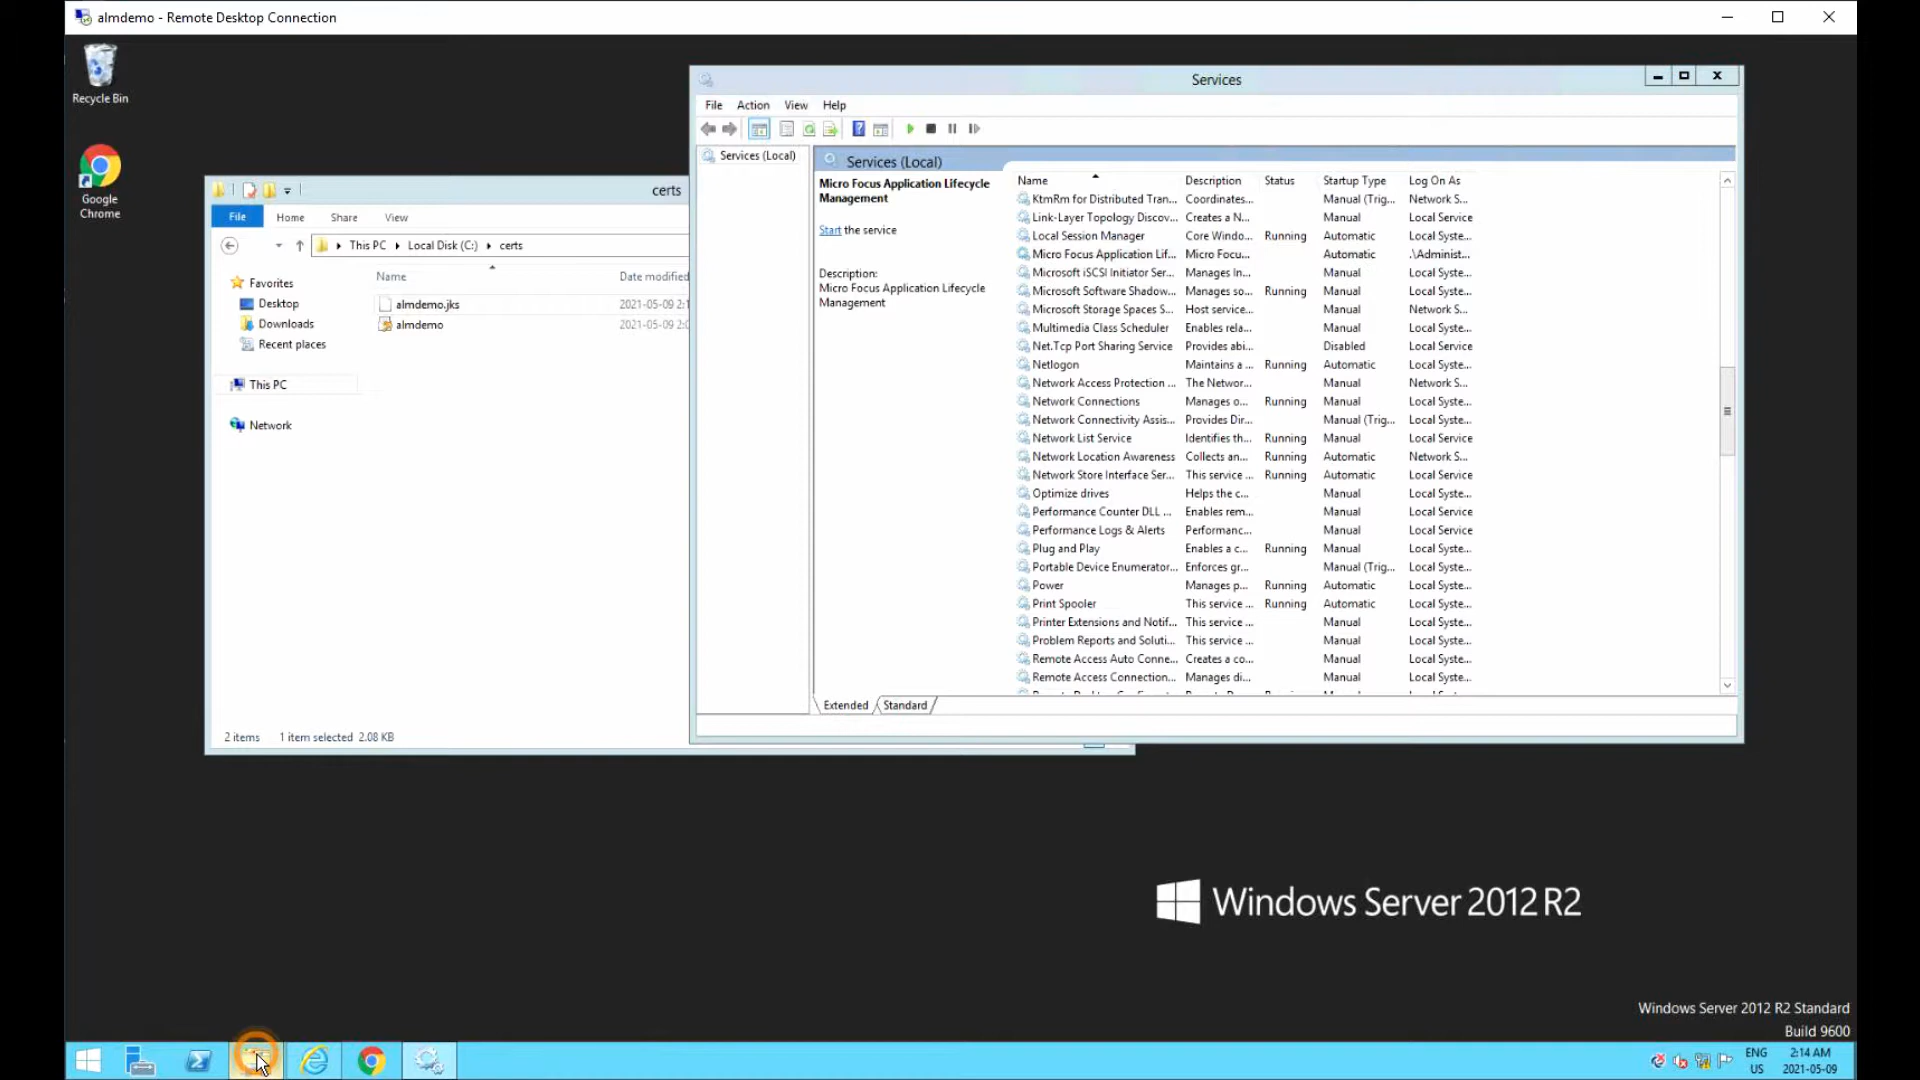 almdemo - Remote Desktop Connection
Recycle Bin
Google
Chrome
certs
File Home Share View
This PC Local Disk (C:) certs
Name Date modified
Favorites
Desktop
Downloads
Recent places
This PC
Network
almdemo.jks 2021-05-09 2:1
almdemo 2021-05-09 2:0
2 items 1 item selected 2.08 KB
Services
File Action View Help
Services (Local)
Services (Local)
Micro Focus Application Lifecycle
Management
Start the service
Description:
Micro Focus Application Lifecycle
Management
Name Description Status Startup Type Log On As
KtmRm for Distributed Tran... Coordinates... Manual (Trig... Network S...
Link-Layer Topology Discov... Creates a N... Manual Local Service
Local Session Manager Core Windo... Running Automatic Local Syste...
Micro Focus Application Lif... Micro Focu... Automatic .\Administ...
Microsoft iSCSI Initiator Ser... Manages In... Manual Local Syste...
Microsoft Software Shadow... Manages so... Running Manual Local Syste...
Microsoft Storage Spaces S... Host service... Manual Network S...
Multimedia Class Scheduler Enables rela... Manual Local Syste...
Net.Tcp Port Sharing Service Provides abi... Disabled Local Service
Netlogon Maintains a ... Running Automatic Local Syste...
Network Access Protection ... The Networ... Manual Network S...
Network Connections Manages o... Running Manual Local Syste...
Network Connectivity Assis... Provides Dir... Manual (Trig... Local Syste...
Network List Service Identifies th... Running Manual Local Service
Network Location Awareness Collects an... Running Automatic Network S...
Network Store Interface Ser... This service ... Running Automatic Local Service
Optimize drives Helps the c... Manual Local Syste...
Performance Counter DLL ... Enables rem... Manual Local Service
Performance Logs & Alerts Performanc... Manual Local Service
Plug and Play Enables a c... Running Manual Local Syste...
Portable Device Enumerator... Enforces gr... Manual (Trig... Local Syste...
Power Manages p... Running Automatic Local Syste...
Print Spooler This service ... Running Automatic Local Syste...
Printer Extensions and Notif... This service ... Manual Local Syste...
Problem Reports and Soluti... This service ... Manual Local Syste...
Remote Access Auto Conne... Creates a co... Manual Local Syste...
Remote Access Connection... Manages di... Manual Local Syste...
Extended Standard
Windows Server 2012 R2
Windows Server 2012 R2 Standard
Build 9600
ENG 2:14 AM
US 2021-05-09